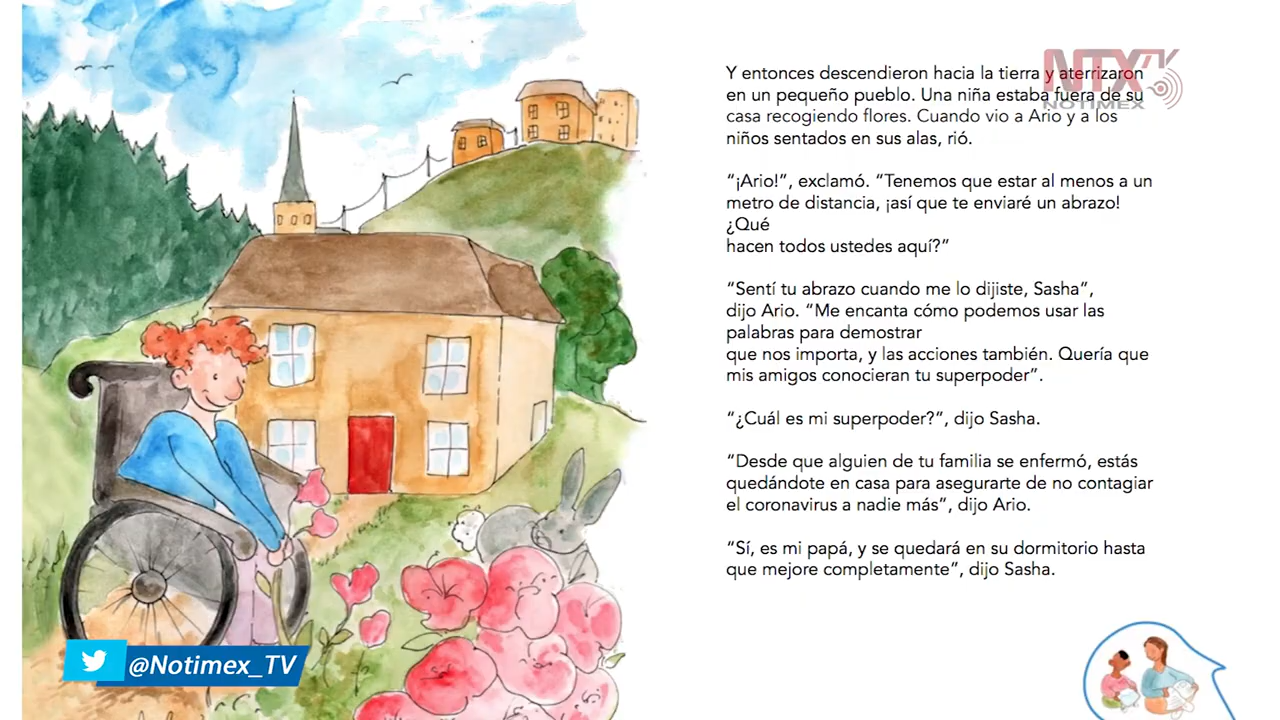 Y entonces descendieron hacia la tierra y aterrizaron
en un pequeño pueblo. Una niña estaba fuera de su
casa recogiendo flores. Cuando vio a Ario y a los
niños sentados en sus alas, rió.
“¡Ario!”, exclamó. “Tenemos que estar al menos a un
metro de distancia, ¡así que te enviaré un abrazo!
¿Qué
hacen todos ustedes aquí?”
“Sentí tu abrazo cuando me lo dijiste, Sasha”,
dijo Ario. “Me encanta cómo podemos usar las
palabras para demostrar
que nos importa, y las acciones también. Quería que
mis amigos conocieran tu superpoder”.
“¿Cuál es mi superpoder?”, dijo Sasha.
“Desde que alguien de tu familia se enfermó, estás
quedándote en casa para asegurarte de no contagiar
el coronavirus a nadie más”, dijo Ario.
“Sí, es mi papá, y se quedará en su dormitorio hasta
que mejore completamente”, dijo Sasha.
NTXTV
NOTIMEX
@Notimex_TV